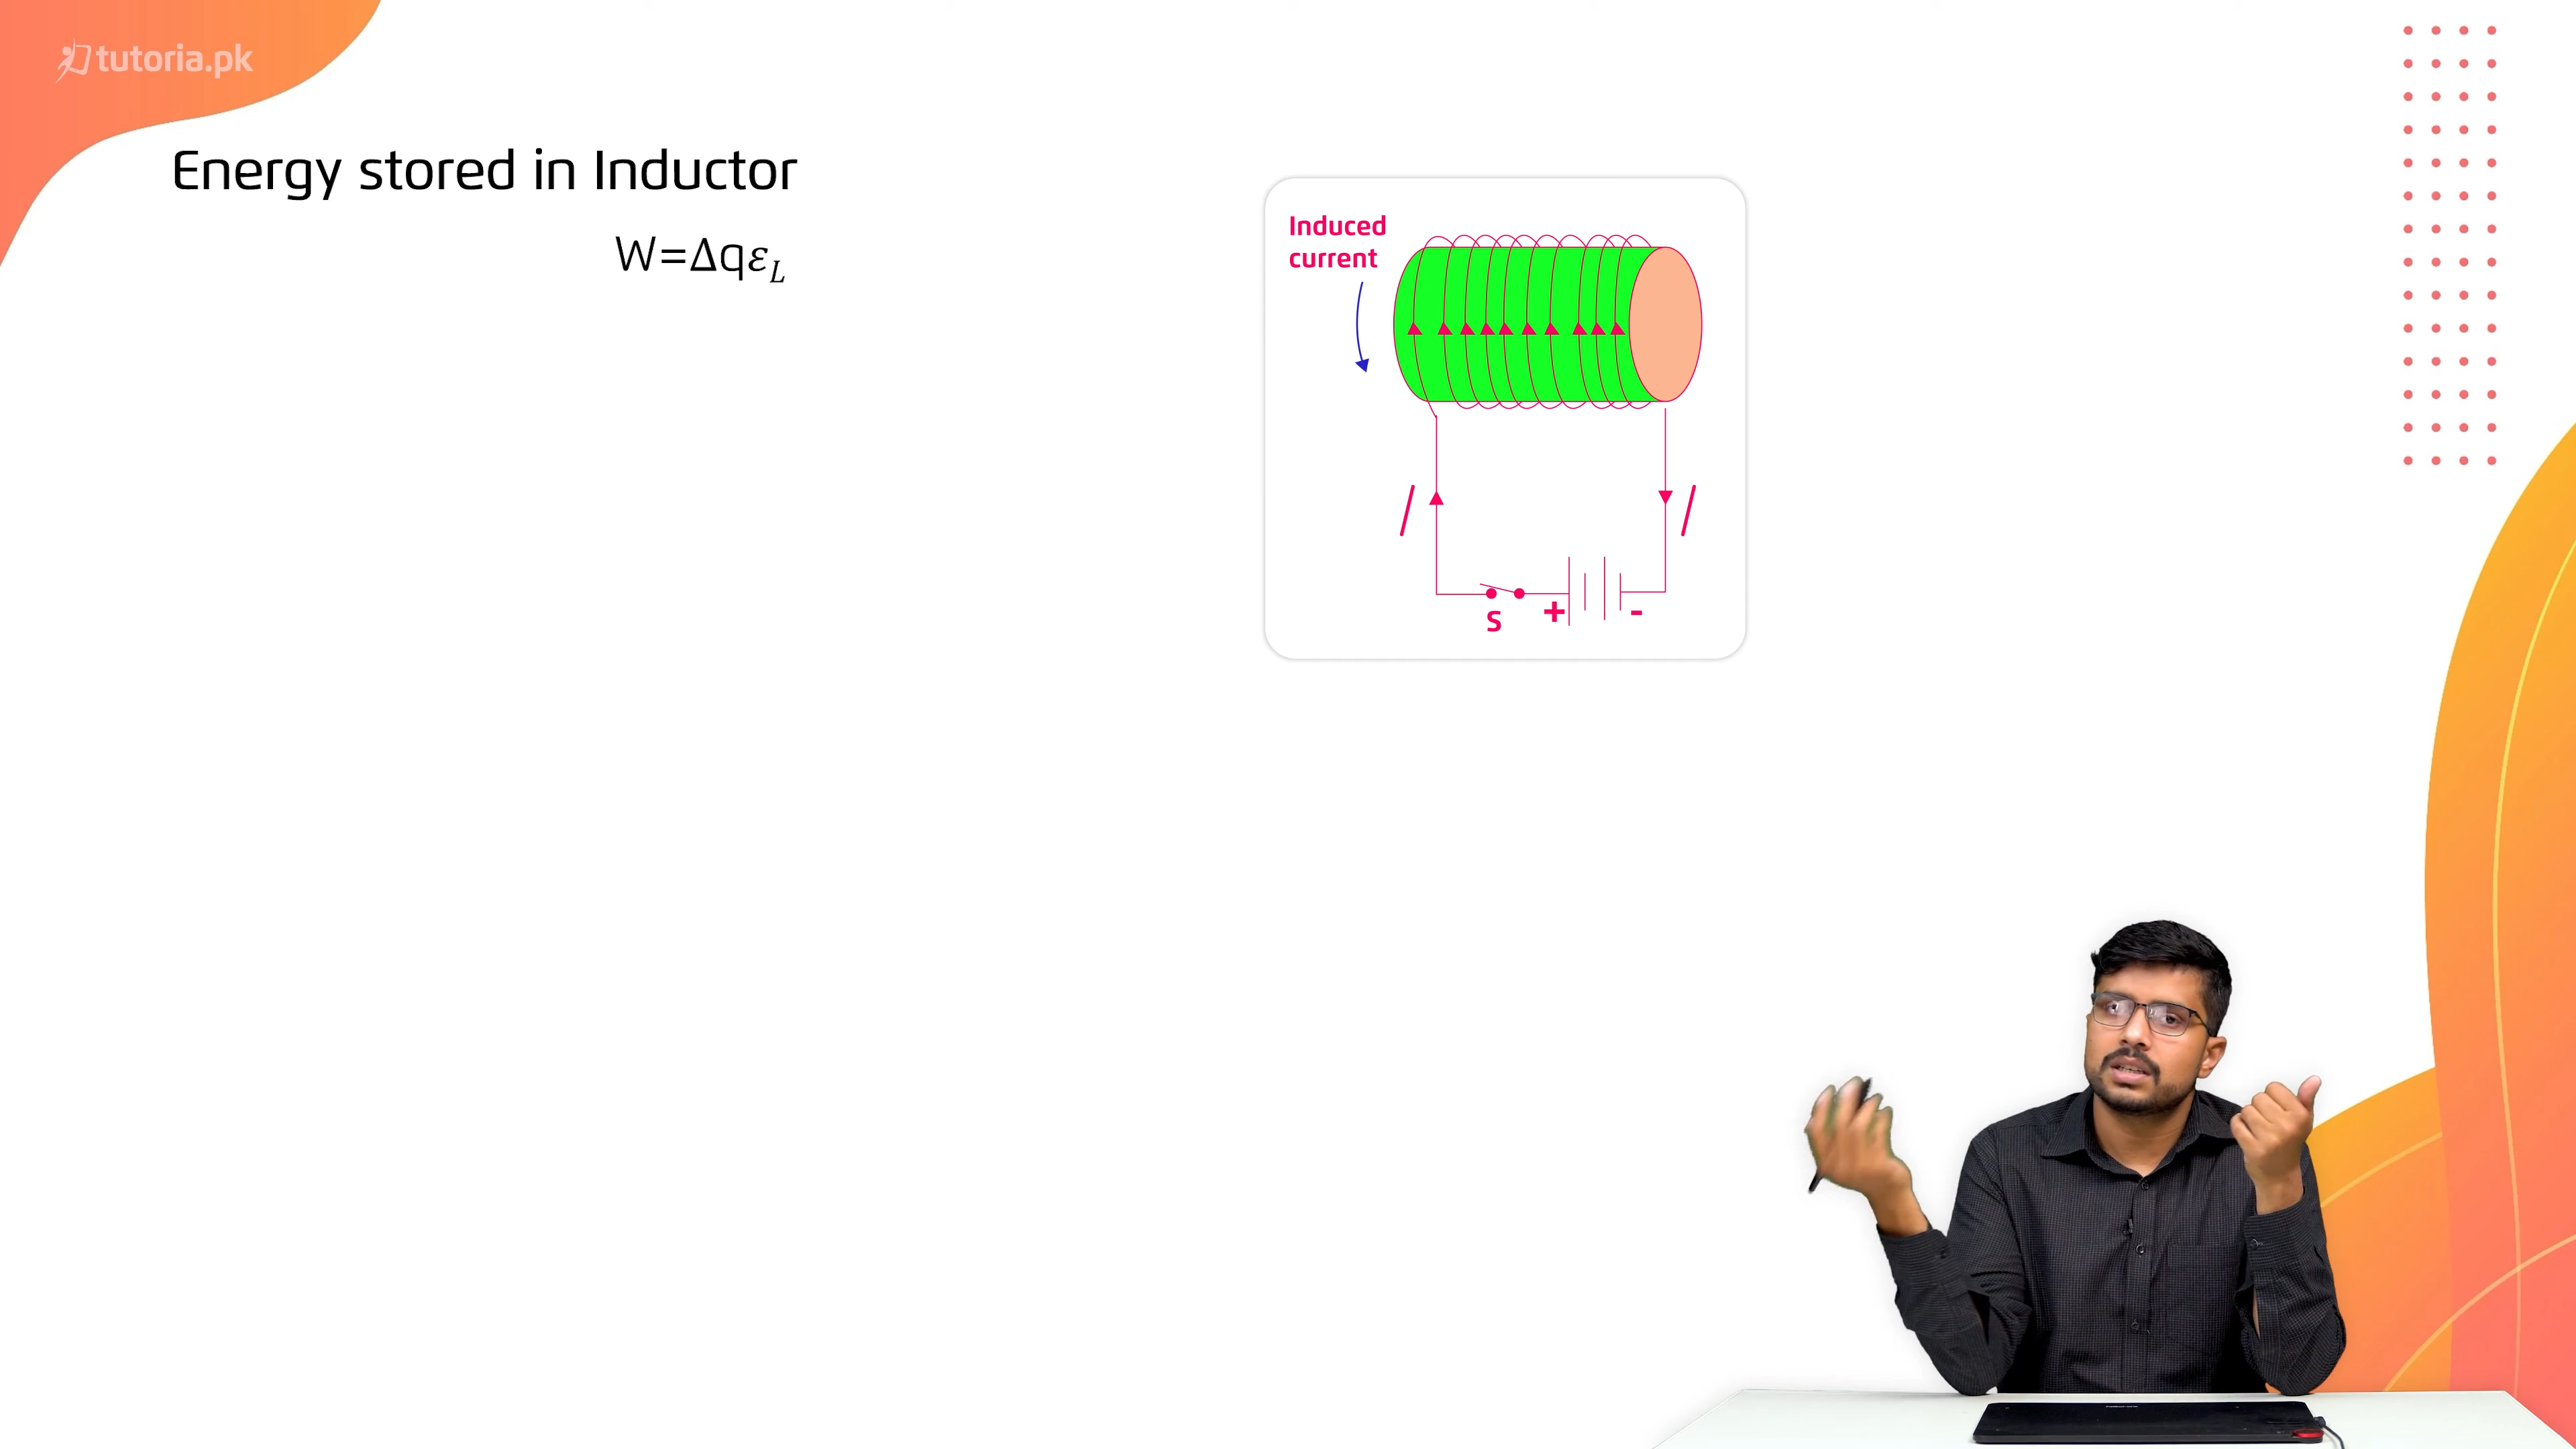 tutoria.pk
Energy stored in Inductor
W=Δqε_L
Induced
current
I
I
S
+
-